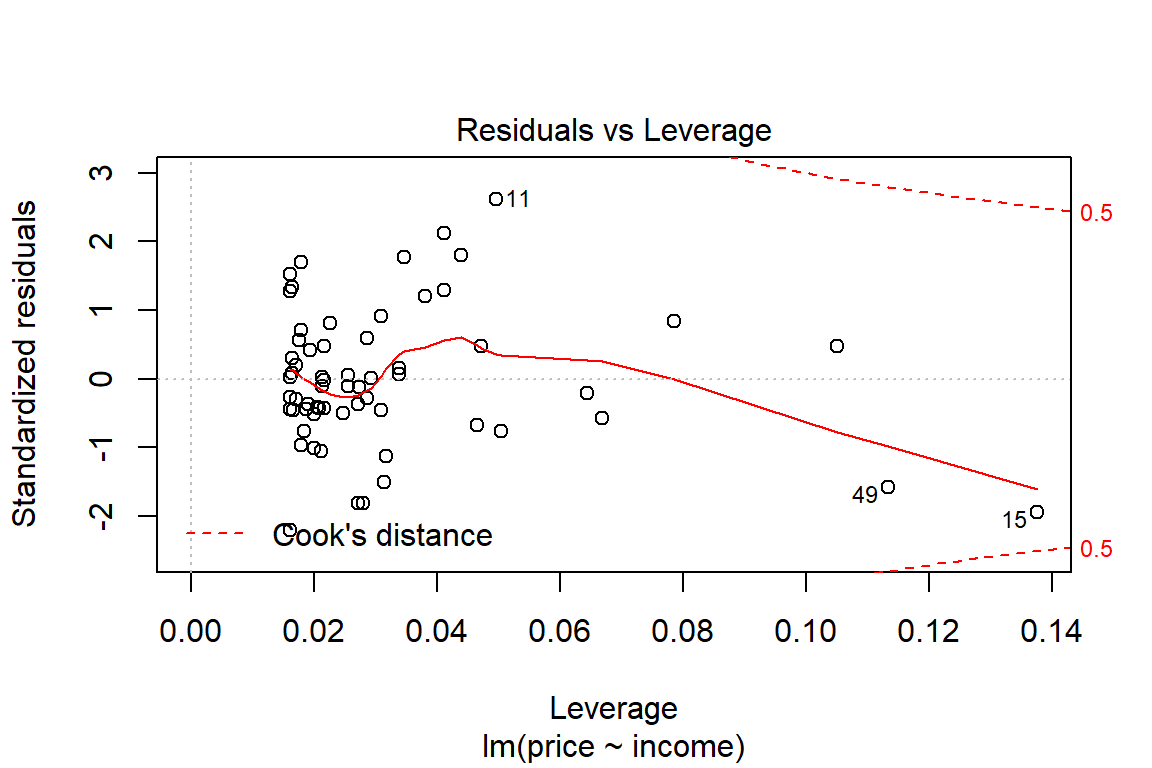 Residuals vs Leverage
Standardized residuals
3
2
1
0
-1
-2
11
49
15
0.5
0.5
Cook's distance
0.00 0.02 0.04 0.06 0.08 0.10 0.12 0.14
Leverage
lm(price ~ income)